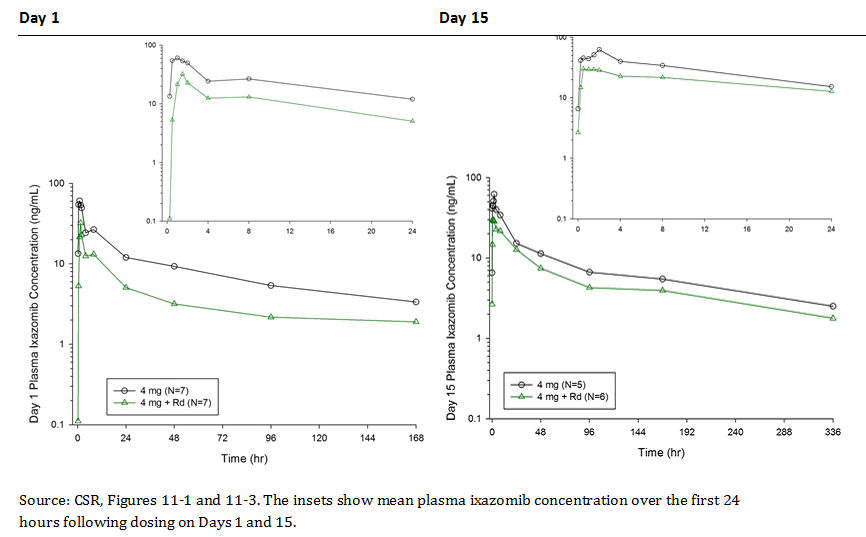 Day 1
Day 15
100
10
1
0.1
0 4 8 12 16 20 24
100
10
1
0.1
0 4 8 12 16 20 24
Day 1 Plasma Ixazomib Concentration (ng/mL)
100
10
1
0.1
4 mg (N=7)
4 mg + Rd (N=7)
0 24 48 72 96 120 144 168
Time (hr)
Day 15 Plasma Ixazomib Concentration (ng/mL)
100
10
1
0.1
4 mg (N=5)
4 mg + Rd (N=6)
0 48 96 144 192 240 288 336
Time (hr)
Source: CSR, Figures 11-1 and 11-3. The insets show mean plasma ixazomib concentration over the first 24
hours following dosing on Days 1 and 15.